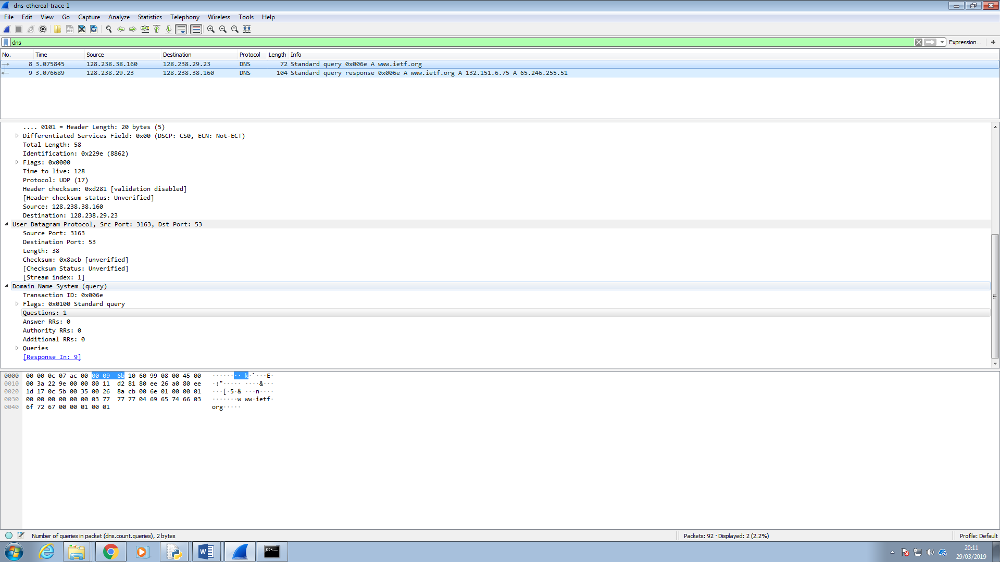 dns-ethereal-trace-1
File Edit View Go Capture Analyze Statistics Telephony Wireless Tools Help
dns
Expression...
No. Time Source Destination Protocol Length Info
8 3.075845 128.238.38.160 128.238.29.23 DNS 72 Standard query 0x006e A www.ietf.org
9 3.076689 128.238.29.23 128.238.38.160 DNS 104 Standard query response 0x006e A www.ietf.org A 132.151.6.75 A 65.246.255.51
.... 0101 = Header Length: 20 bytes (5)
Differentiated Services Field: 0x00 (DSCP: CS0, ECN: Not-ECT)
Total Length: 58
Identification: 0x229e (8862)
Flags: 0x0000
Time to live: 128
Protocol: UDP (17)
Header checksum: 0xd281 [validation disabled]
[Header checksum status: Unverified]
Source: 128.238.38.160
Destination: 128.238.29.23
User Datagram Protocol, Src Port: 3163, Dst Port: 53
Source Port: 3163
Destination Port: 53
Length: 38
Checksum: 0x8acb [unverified]
[Checksum Status: Unverified]
[Stream index: 1]
Domain Name System (query)
Transaction ID: 0x006e
Flags: 0x0100 Standard query
Questions: 1
Answer RRs: 0
Authority RRs: 0
Additional RRs: 0
Queries
[Response In: 9]
0000 00 00 0c 07 ac 00 00 09 6b 10 60 99 08 00 45 00 ········ k·`···E·
0010 00 3a 22 9e 00 00 80 11 d2 81 80 ee 26 a0 80 ee ·:"····· ····&···
0020 1d 17 0c 5b 00 35 00 26 8a cb 00 6e 01 00 00 01 ···[·5·& ···n····
0030 00 00 00 00 00 00 03 77 77 77 04 69 65 74 66 03 ·······w ww·ietf·
0040 6f 72 67 00 00 01 00 01 org·····
Number of queries in packet (dns.count.queries), 2 bytes
Packets: 92 · Displayed: 2 (2.2%)
Profile: Default
20:11
29/03/2019